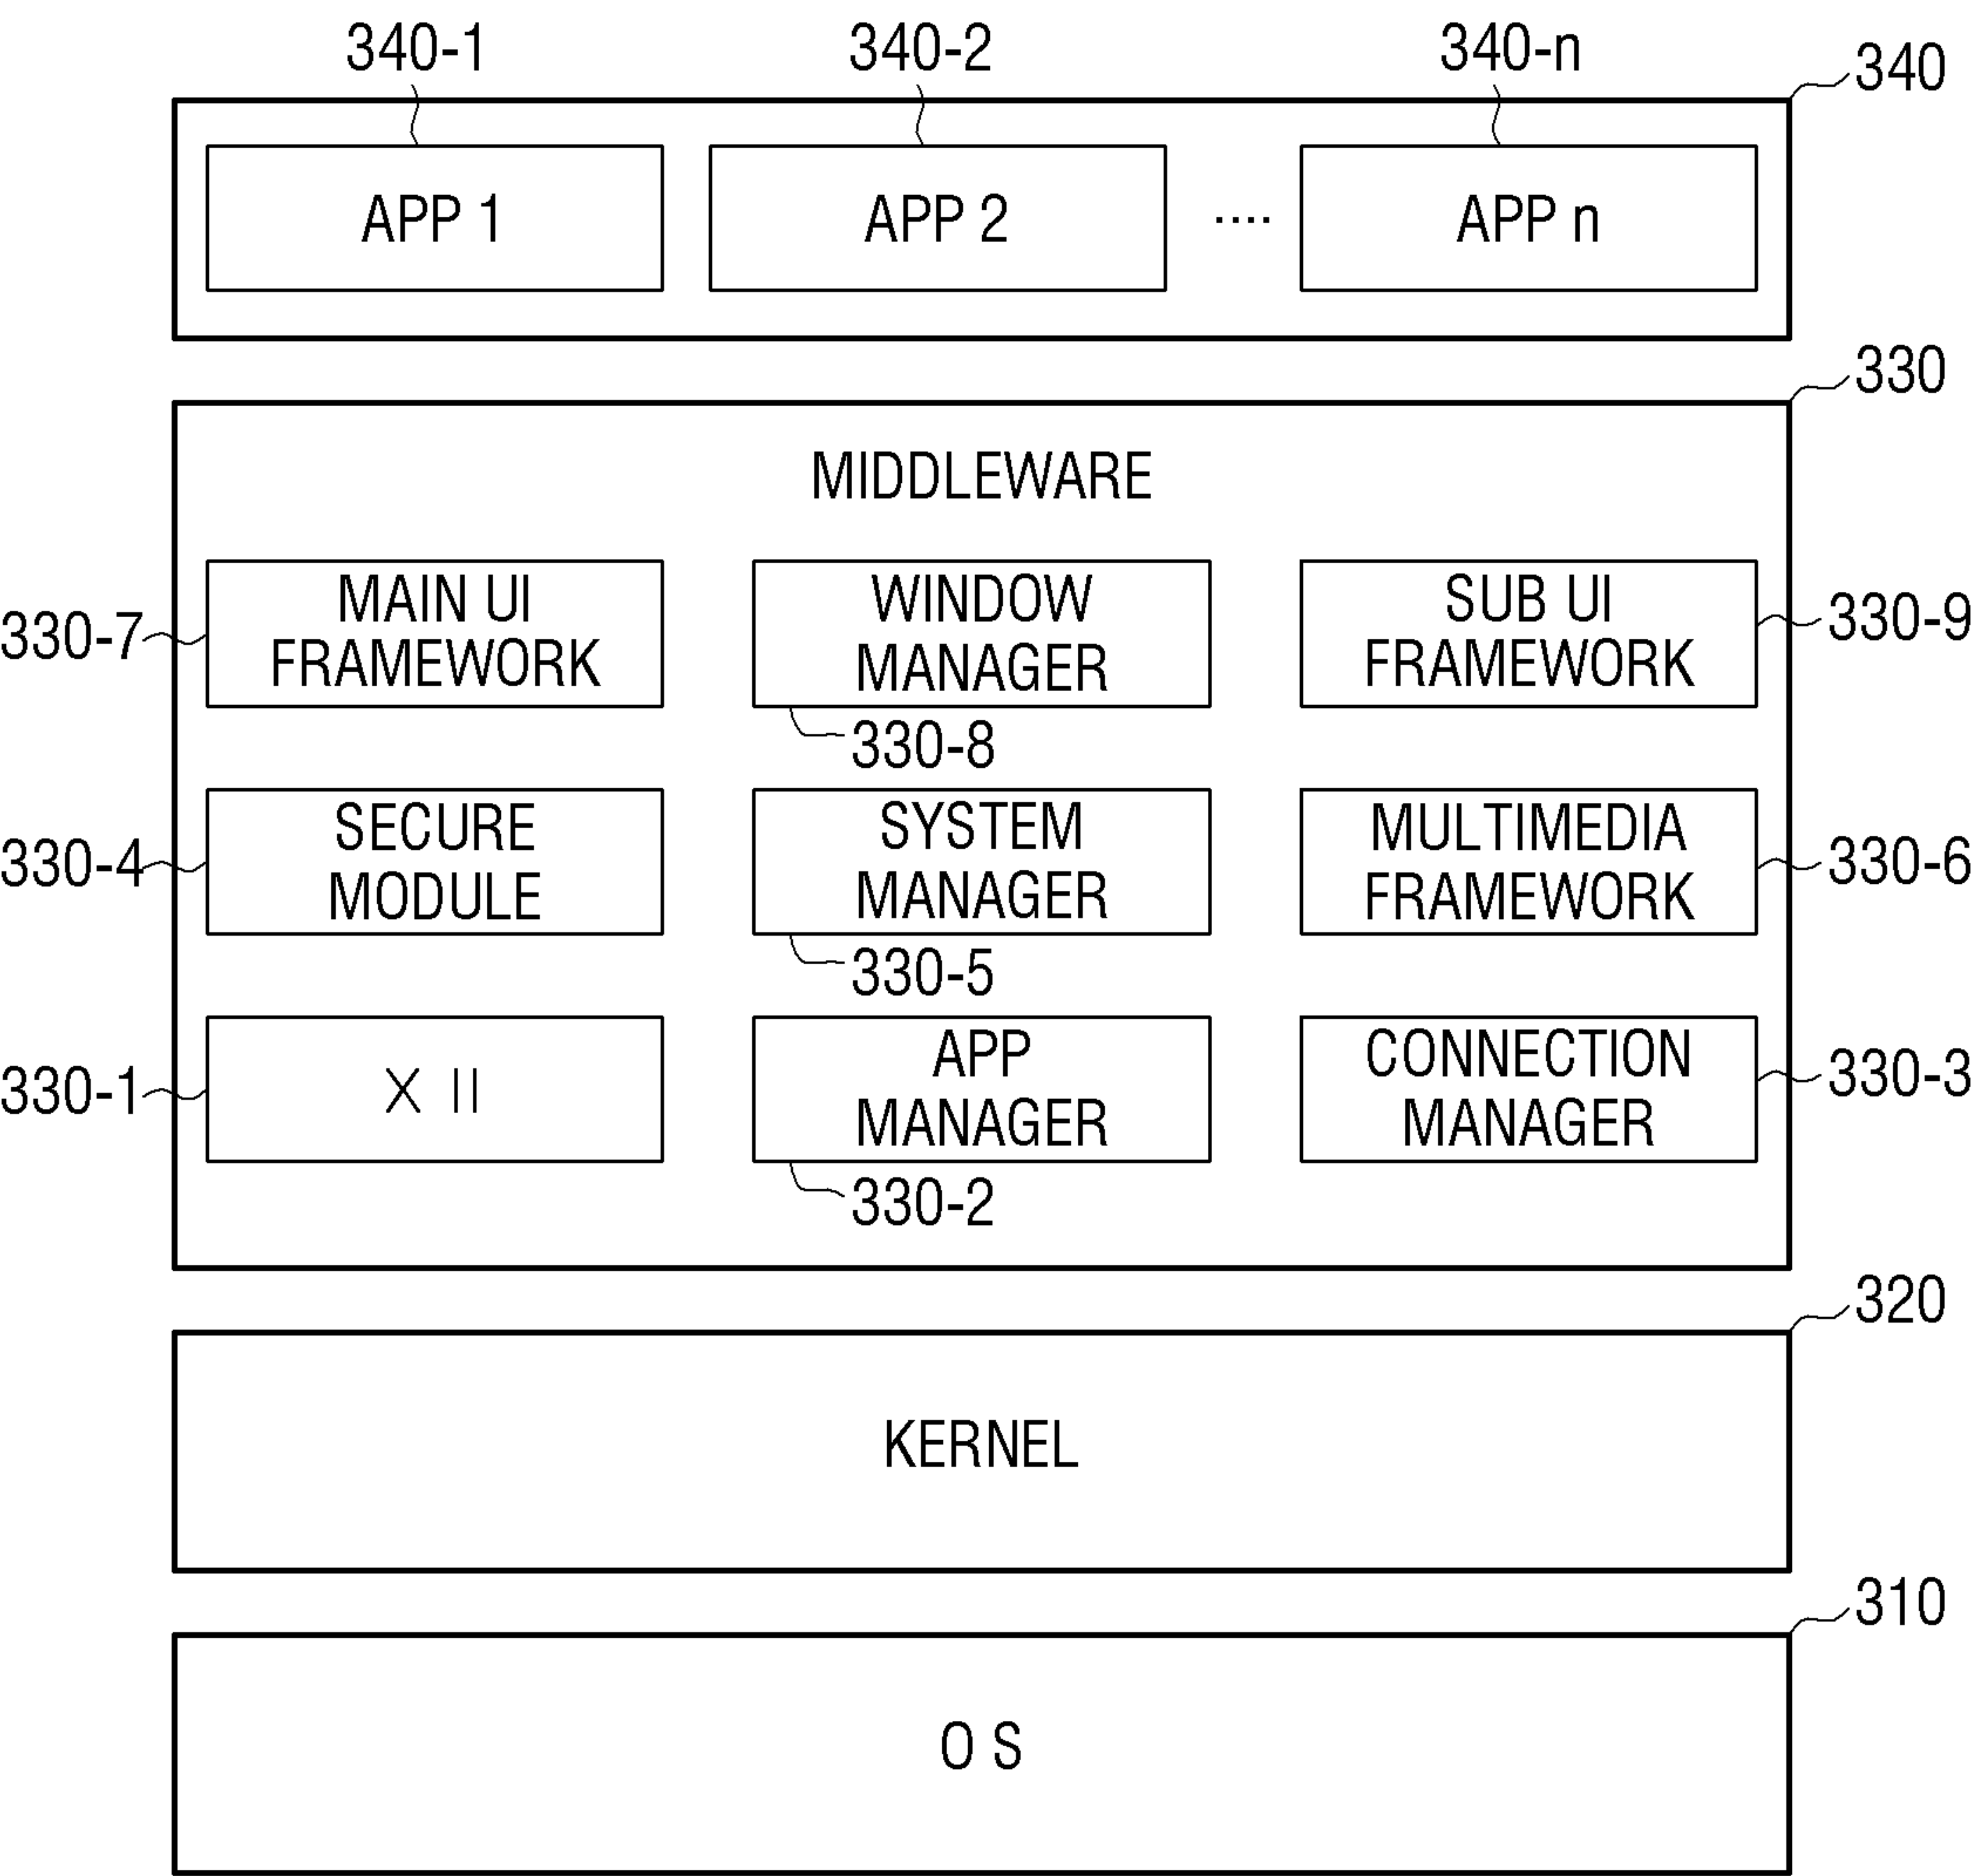 340-1 340-2 340-n
340
APP 1 APP 2 .... APP n
330
MIDDLEWARE
MAIN UI
FRAMEWORK
WINDOW
MANAGER
SUB UI
FRAMEWORK
330-7
330-9
330-8
SECURE
MODULE
SYSTEM
MANAGER
MULTIMEDIA
FRAMEWORK
330-4
330-6
330-5
X II
APP
MANAGER
CONNECTION
MANAGER
330-1
330-3
330-2
320
KERNEL
310
O S